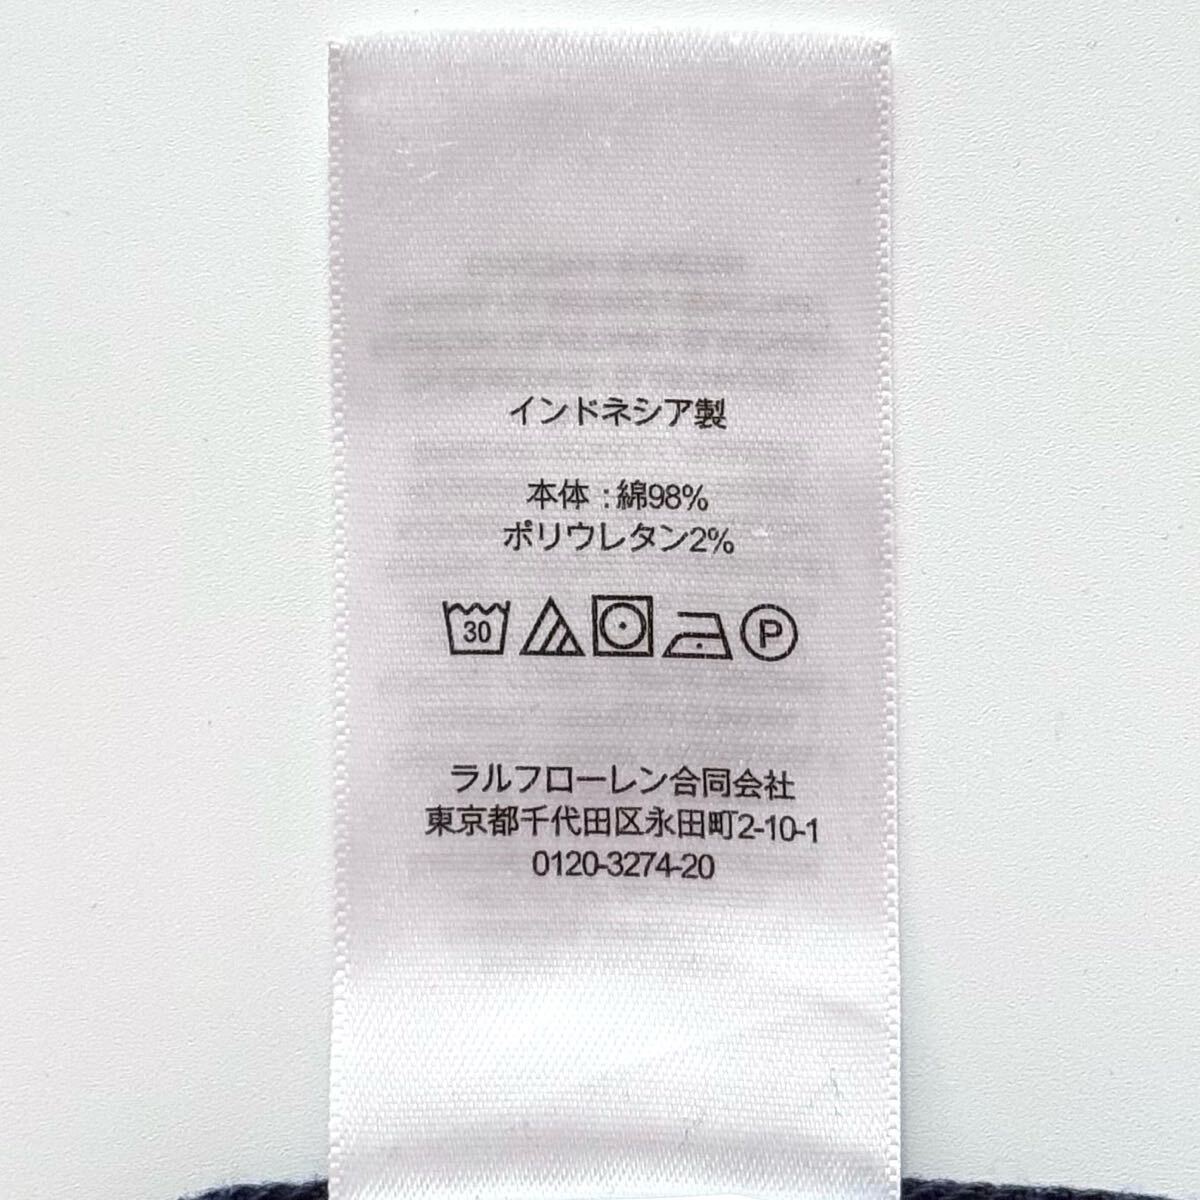 インドネシア製
本体 : 綿98%
ポリウレタン2%
30 P
ラルフローレン合同会社
東京都千代田区永田町2-10-1
0120-3274-20